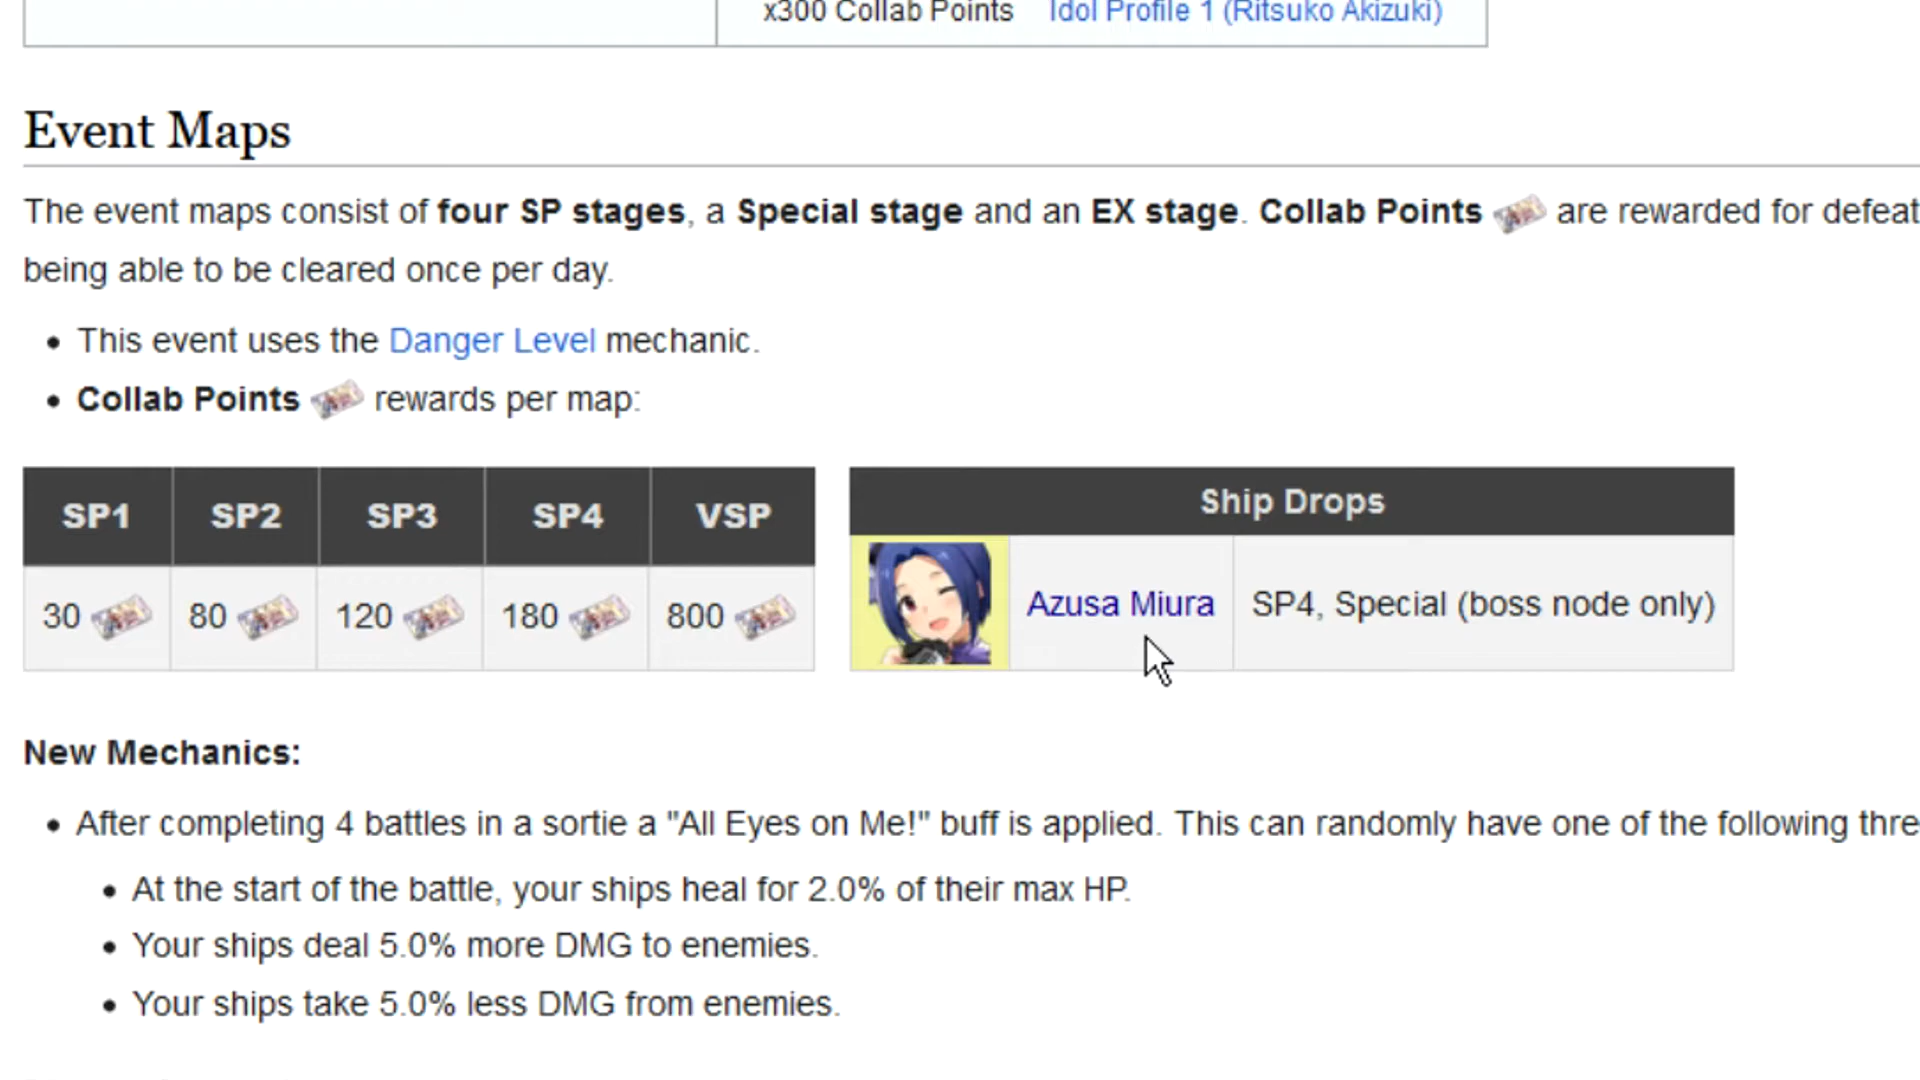 x300 Collab Points Idol Profile 1 (Ritsuko Akizuki)
Event Maps
The event maps consist of four SP stages, a Special stage and an EX stage. Collab Points are rewarded for defeat
being able to be cleared once per day.
This event uses the Danger Level mechanic.
Collab Points rewards per map:
SP1 SP2 SP3 SP4 VSP
30 80 120 180 800
Ship Drops
Azusa Miura SP4, Special (boss node only)
New Mechanics:
After completing 4 battles in a sortie a "All Eyes on Me!" buff is applied. This can randomly have one of the following thre
At the start of the battle, your ships heal for 2.0% of their max HP.
Your ships deal 5.0% more DMG to enemies.
Your ships take 5.0% less DMG from enemies.